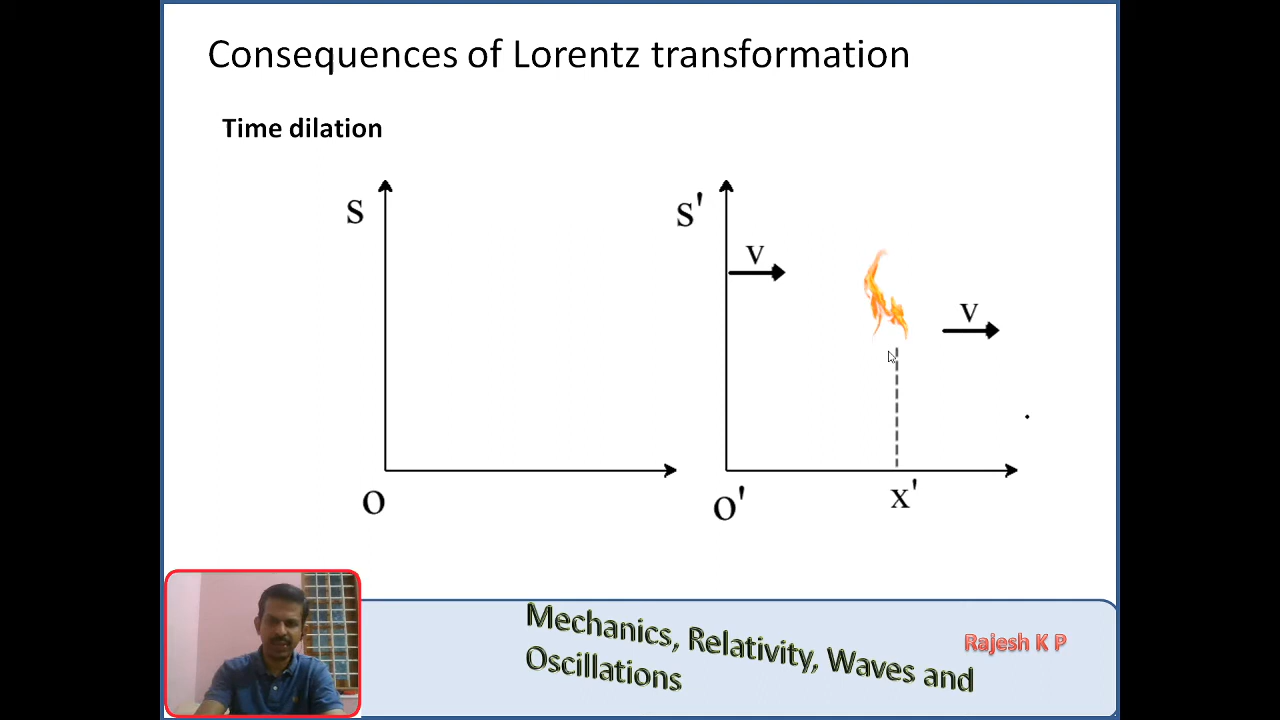 Consequences of Lorentz transformation
Time dilation
S
S'
v
v
O
O'
x'
Mechanics, Relativity, Waves and
Oscillations
Rajesh K P